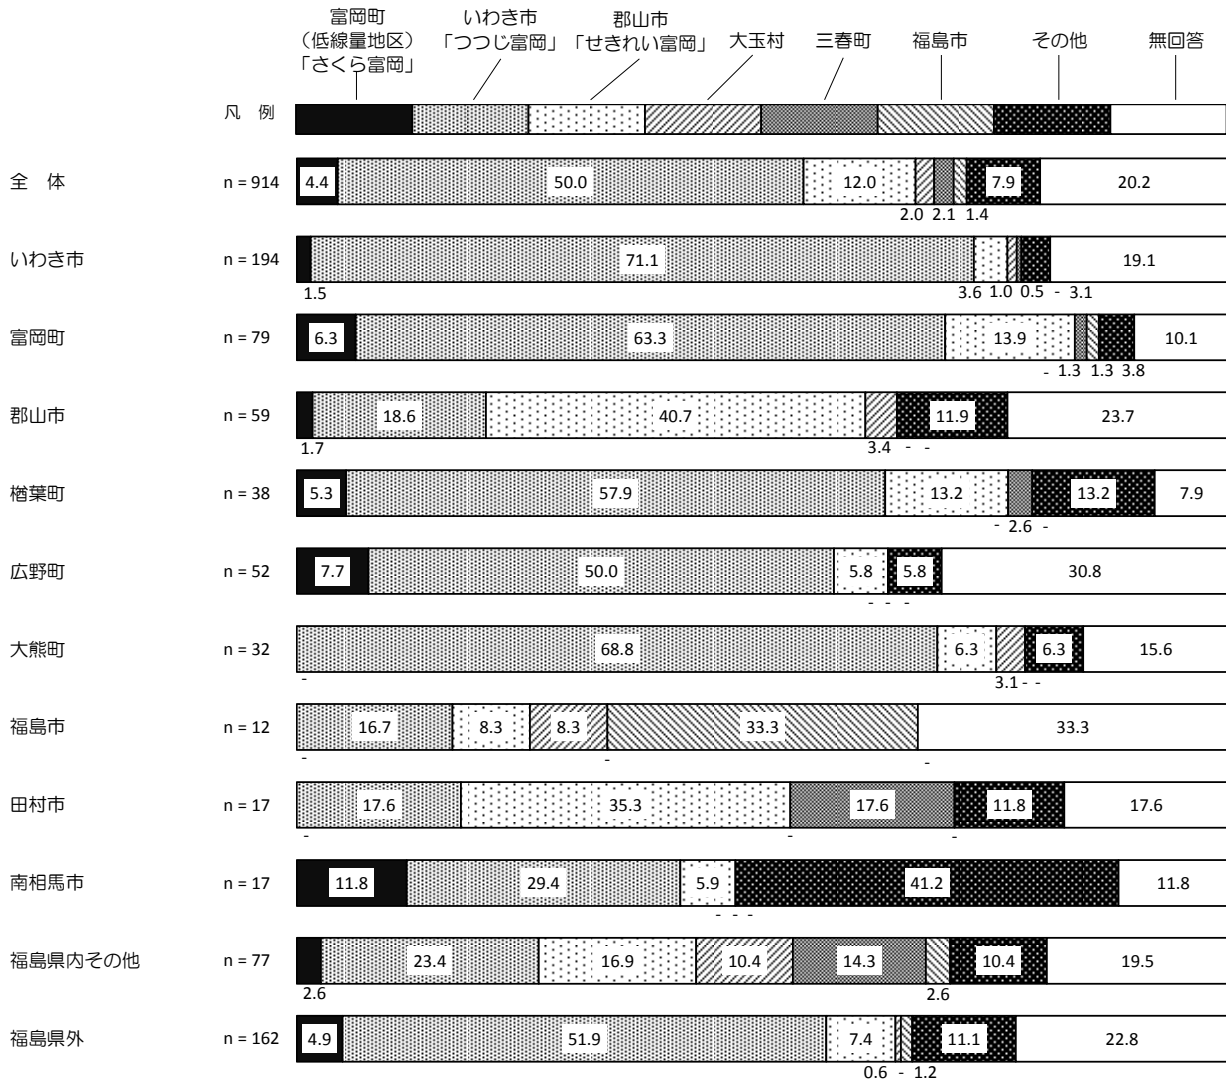 富岡町
（低線量地区）
「さくら富岡」
いわき市
「つつじ富岡」
郡山市
「せきれい富岡」
大玉村
三春町
福島市
その他
無回答
凡 例
全 体 n = 914 4.4 50.0 12.0 7.9 20.2
2.0 2.1 1.4
いわき市 n = 194 71.1 19.1
1.5 3.6 1.0 0.5 - 3.1
富岡町 n = 79 6.3 63.3 13.9 10.1
- 1.3 1.3 3.8
郡山市 n = 59 18.6 40.7 11.9 23.7
1.7 3.4 - -
楢葉町 n = 38 5.3 57.9 13.2 13.2 7.9
- 2.6 -
広野町 n = 52 7.7 50.0 5.8 5.8 30.8
- - -
大熊町 n = 32 68.8 6.3 6.3 15.6
- 3.1 - -
福島市 n = 12 16.7 8.3 8.3 33.3 33.3
- - -
田村市 n = 17 17.6 35.3 17.6 11.8 17.6
- - -
南相馬市 n = 17 11.8 29.4 5.9 41.2 11.8
- - -
福島県内その他 n = 77 23.4 16.9 10.4 14.3 10.4 19.5
2.6 2.6
福島県外 n = 162 4.9 51.9 7.4 11.1 22.8
0.6 - 1.2